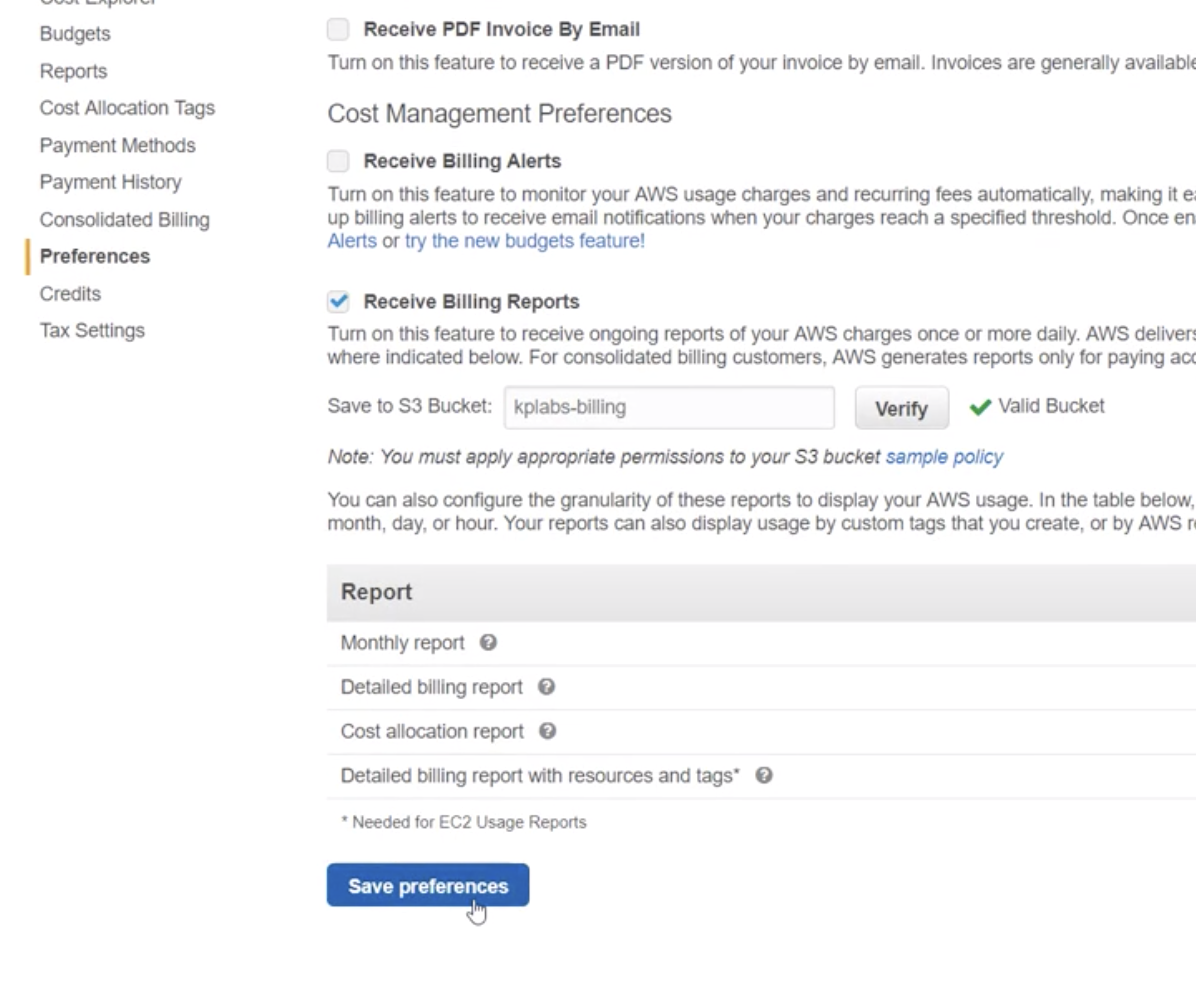 Cost Explorer
Budgets
Reports
Cost Allocation Tags
Payment Methods
Payment History
Consolidated Billing
Preferences
Credits
Tax Settings
Receive PDF Invoice By Email
Turn on this feature to receive a PDF version of your invoice by email. Invoices are generally available
Cost Management Preferences
Receive Billing Alerts
Turn on this feature to monitor your AWS usage charges and recurring fees automatically, making it ea
up billing alerts to receive email notifications when your charges reach a specified threshold. Once en
Alerts or try the new budgets feature!
Receive Billing Reports
Turn on this feature to receive ongoing reports of your AWS charges once or more daily. AWS delivers
where indicated below. For consolidated billing customers, AWS generates reports only for paying acc
Save to S3 Bucket: kplabs-billing Verify Valid Bucket
Note: You must apply appropriate permissions to your S3 bucket sample policy
You can also configure the granularity of these reports to display your AWS usage. In the table below,
month, day, or hour. Your reports can also display usage by custom tags that you create, or by AWS re
Report
Monthly report
Detailed billing report
Cost allocation report
Detailed billing report with resources and tags*
* Needed for EC2 Usage Reports
Save preferences